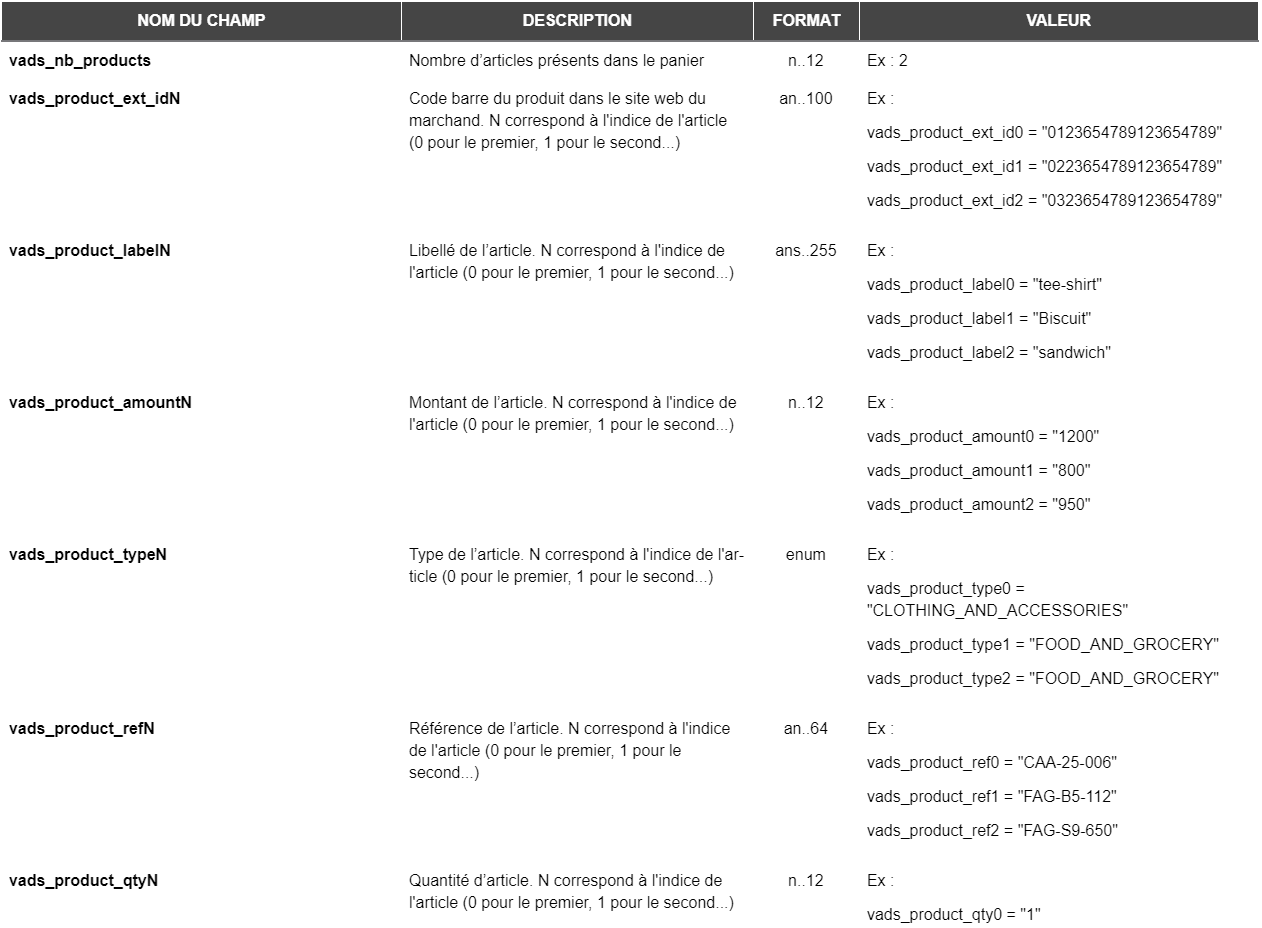 NOM DU CHAMP DESCRIPTION FORMAT VALEUR
vads_nb_products Nombre d’articles présents dans le panier n..12 Ex : 2
vads_product_ext_idN Code barre du produit dans le site web du an..100 Ex :
marchand. N correspond à l'indice de l'article
(0 pour le premier, 1 pour le second...)
vads_product_ext_id0 = "0123654789123654789"
vads_product_ext_id1 = "0223654789123654789"
vads_product_ext_id2 = "0323654789123654789"
vads_product_labelN Libellé de l’article. N correspond à l'indice de ans..255 Ex :
l'article (0 pour le premier, 1 pour le second...)
vads_product_label0 = "tee-shirt"
vads_product_label1 = "Biscuit"
vads_product_label2 = "sandwich"
vads_product_amountN Montant de l’article. N correspond à l'indice de n..12 Ex :
l'article (0 pour le premier, 1 pour le second...)
vads_product_amount0 = "1200"
vads_product_amount1 = "800"
vads_product_amount2 = "950"
vads_product_typeN Type de l’article. N correspond à l'indice de l'ar- enum Ex :
ticle (0 pour le premier, 1 pour le second...)
vads_product_type0 =
"CLOTHING_AND_ACCESSORIES"
vads_product_type1 = "FOOD_AND_GROCERY"
vads_product_type2 = "FOOD_AND_GROCERY"
vads_product_refN Référence de l’article. N correspond à l'indice an..64 Ex :
de l'article (0 pour le premier, 1 pour le
second...)
vads_product_ref0 = "CAA-25-006"
vads_product_ref1 = "FAG-B5-112"
vads_product_ref2 = "FAG-S9-650"
vads_product_qtyN Quantité d’article. N correspond à l'indice de n..12 Ex :
l'article (0 pour le premier, 1 pour le second...)
vads_product_qty0 = "1"